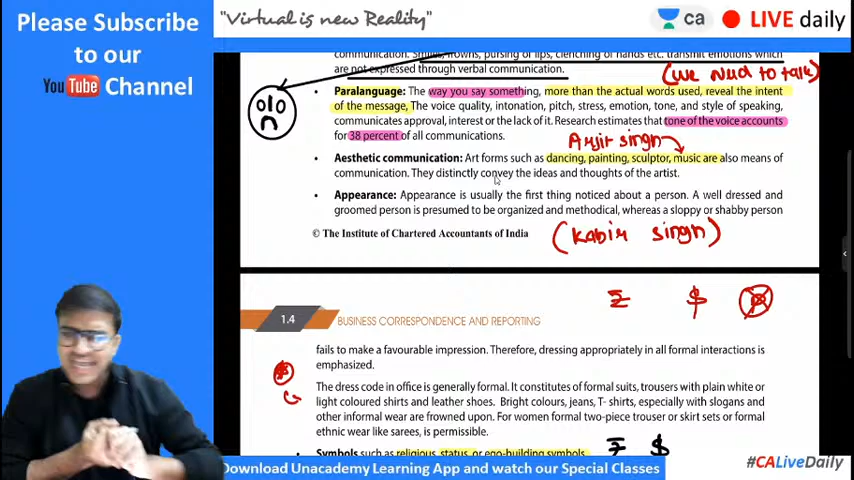 Please Subscribe
to our
YouTube Channel
"Virtual is new Reality"
ca
LIVE daily
communication. Smiles, frowns, pursing of lips, clenching of hands etc. transmit emotions which
are not expressed through verbal communication.
(we need to talk)
• Paralanguage: The way you say something, more than the actual words used, reveal the intent
of the message, The voice quality, intonation, pitch, stress, emotion, tone, and style of speaking,
communicates approval, interest or the lack of it. Research estimates that tone of the voice accounts
for 38 percent of all communications.
Arjit singh
• Aesthetic communication: Art forms such as dancing, painting, sculptor, music are also means of
communication. They distinctly convey the ideas and thoughts of the artist.
• Appearance: Appearance is usually the first thing noticed about a person. A well dressed and
groomed person is presumed to be organized and methodical, whereas a sloppy or shabby person
© The Institute of Chartered Accountants of India
(kabir singh)
₹ $
1.4 BUSINESS CORRESPONDENCE AND REPORTING
fails to make a favourable impression. Therefore, dressing appropriately in all formal interactions is
emphasized.
The dress code in office is generally formal. It constitutes of formal suits, trousers with plain white or
light coloured shirts and leather shoes. Bright colours, jeans, T- shirts, especially with slogans and
other informal wear are frowned upon. For women formal two-piece trouser or skirt sets or formal
ethnic wear like sarees, is permissible.
₹ $
• Symbols such as religious, status, or ego-building symbols.
Download Unacademy Learning App and watch our Special Classes
#CALiveDaily